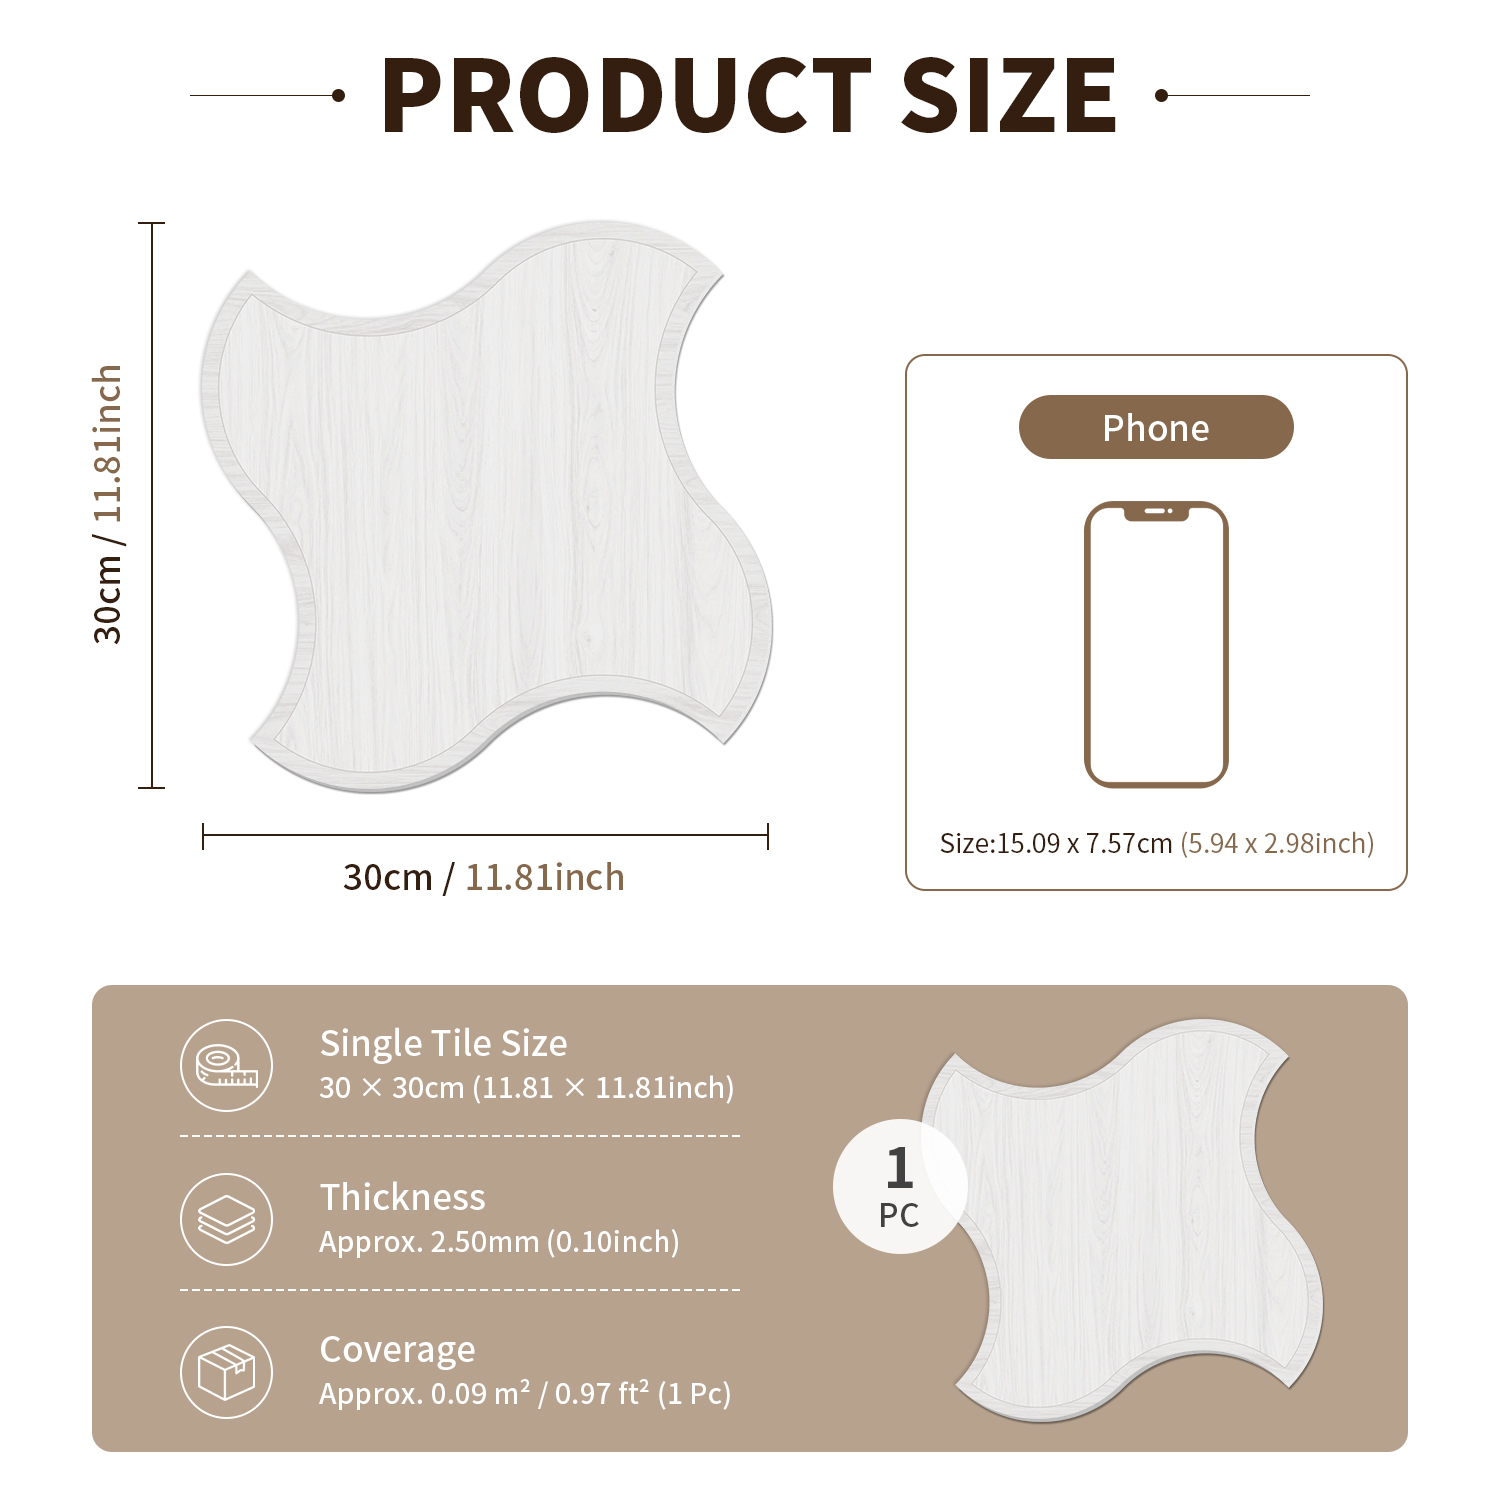 PRODUCT SIZE
30cm / 11.81inch
30cm / 11.81inch
Phone
Size:15.09 x 7.57cm (5.94 x 2.98inch)
Single Tile Size
30 × 30cm (11.81 × 11.81inch)
Thickness
Approx. 2.50mm (0.10inch)
Coverage
Approx. 0.09 m² / 0.97 ft² (1 Pc)
1
PC